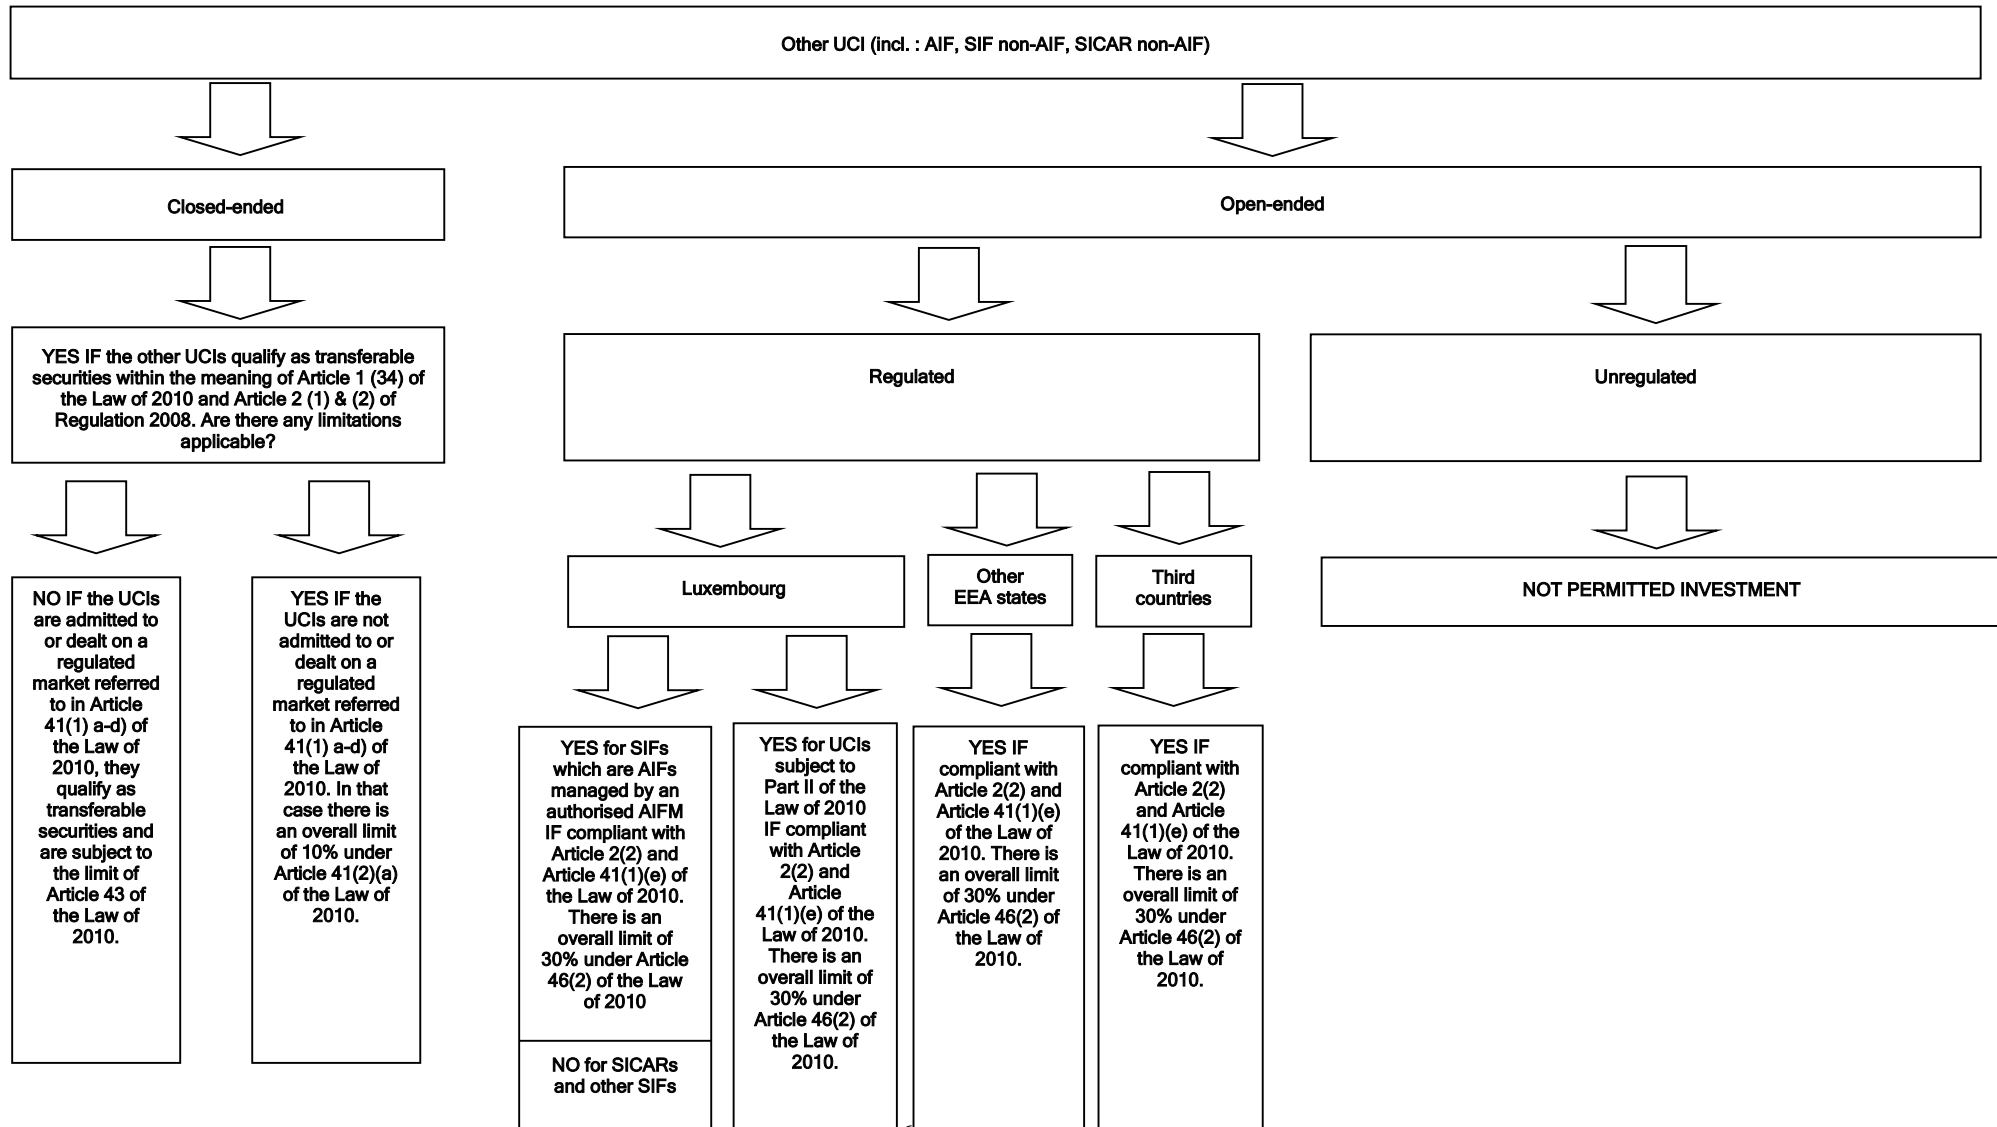 Other UCI (incl. : AIF, SIF non-AIF, SICAR non-AIF)
Closed-ended
Open-ended
YES IF the other UCIs qualify as transferable
securities within the meaning of Article 1 (34) of
the Law of 2010 and Article 2 (1) & (2) of
Regulation 2008. Are there any limitations
applicable?
Regulated
Unregulated
NO IF the UCIs
are admitted to
or dealt on a
regulated
market referred
to in Article
41(1) a-d) of
the Law of
2010, they
qualify as
transferable
securities and
are subject to
the limit of
Article 43 of
the Law of
2010.
YES IF the
UCIs are not
admitted to or
dealt on a
regulated
market referred
to in Article
41(1) a-d) of
the Law of
2010. In that
case there is
an overall limit
of 10% under
Article 41(2)(a)
of the Law of
2010.
Luxembourg
Other
EEA states
Third
countries
NOT PERMITTED INVESTMENT
YES for SIFs
which are AIFs
managed by an
authorised AIFM
IF compliant with
Article 2(2) and
Article 41(1)(e) of
the Law of 2010.
There is an
overall limit of
30% under Article
46(2) of the Law
of 2010
NO for SICARs
and other SIFs
YES for UCIs
subject to
Part II of the
Law of 2010
IF compliant
with Article
2(2) and
Article
41(1)(e) of the
Law of 2010.
There is an
overall limit of
30% under
Article 46(2) of
the Law of
2010.
YES IF
compliant with
Article 2(2) and
Article 41(1)(e)
of the Law of
2010. There is
an overall limit
of 30% under
Article 46(2) of
the Law of
2010.
YES IF
compliant with
Article 2(2)
and Article
41(1)(e) of the
Law of 2010.
There is an
overall limit of
30% under
Article 46(2) of
the Law of
2010.